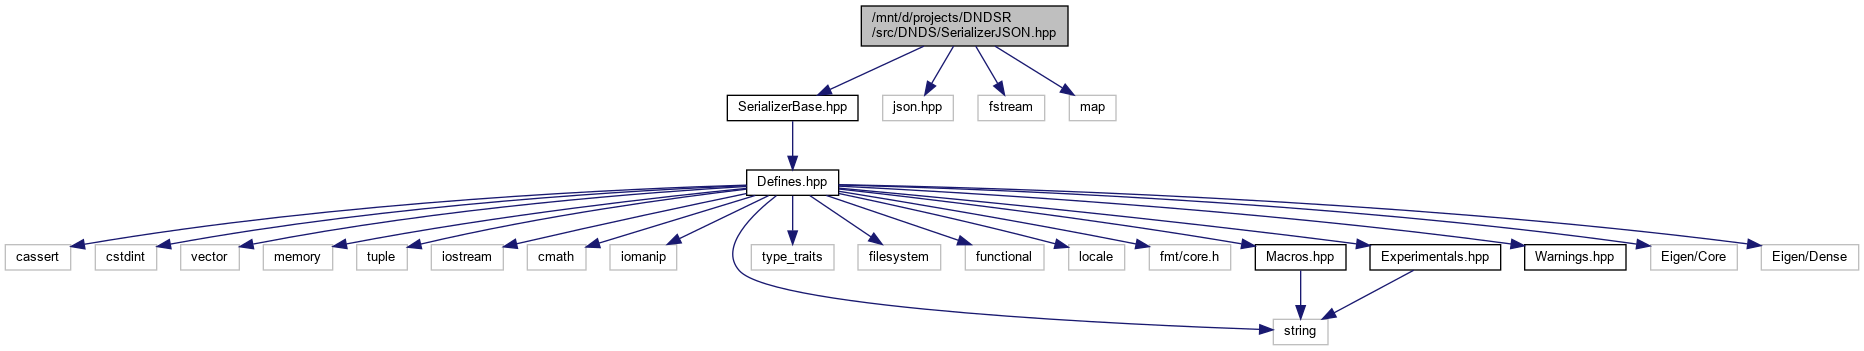 /mnt/d/projects/DNDSR
/src/DNDS/SerializerJSON.hpp
SerializerBase.hpp
json.hpp
fstream
map
Defines.hpp
cassert
cstdint
vector
memory
tuple
iostream
cmath
iomanip
type_traits
filesystem
functional
locale
fmt/core.h
Macros.hpp
Experimentals.hpp
Warnings.hpp
Eigen/Core
Eigen/Dense
string